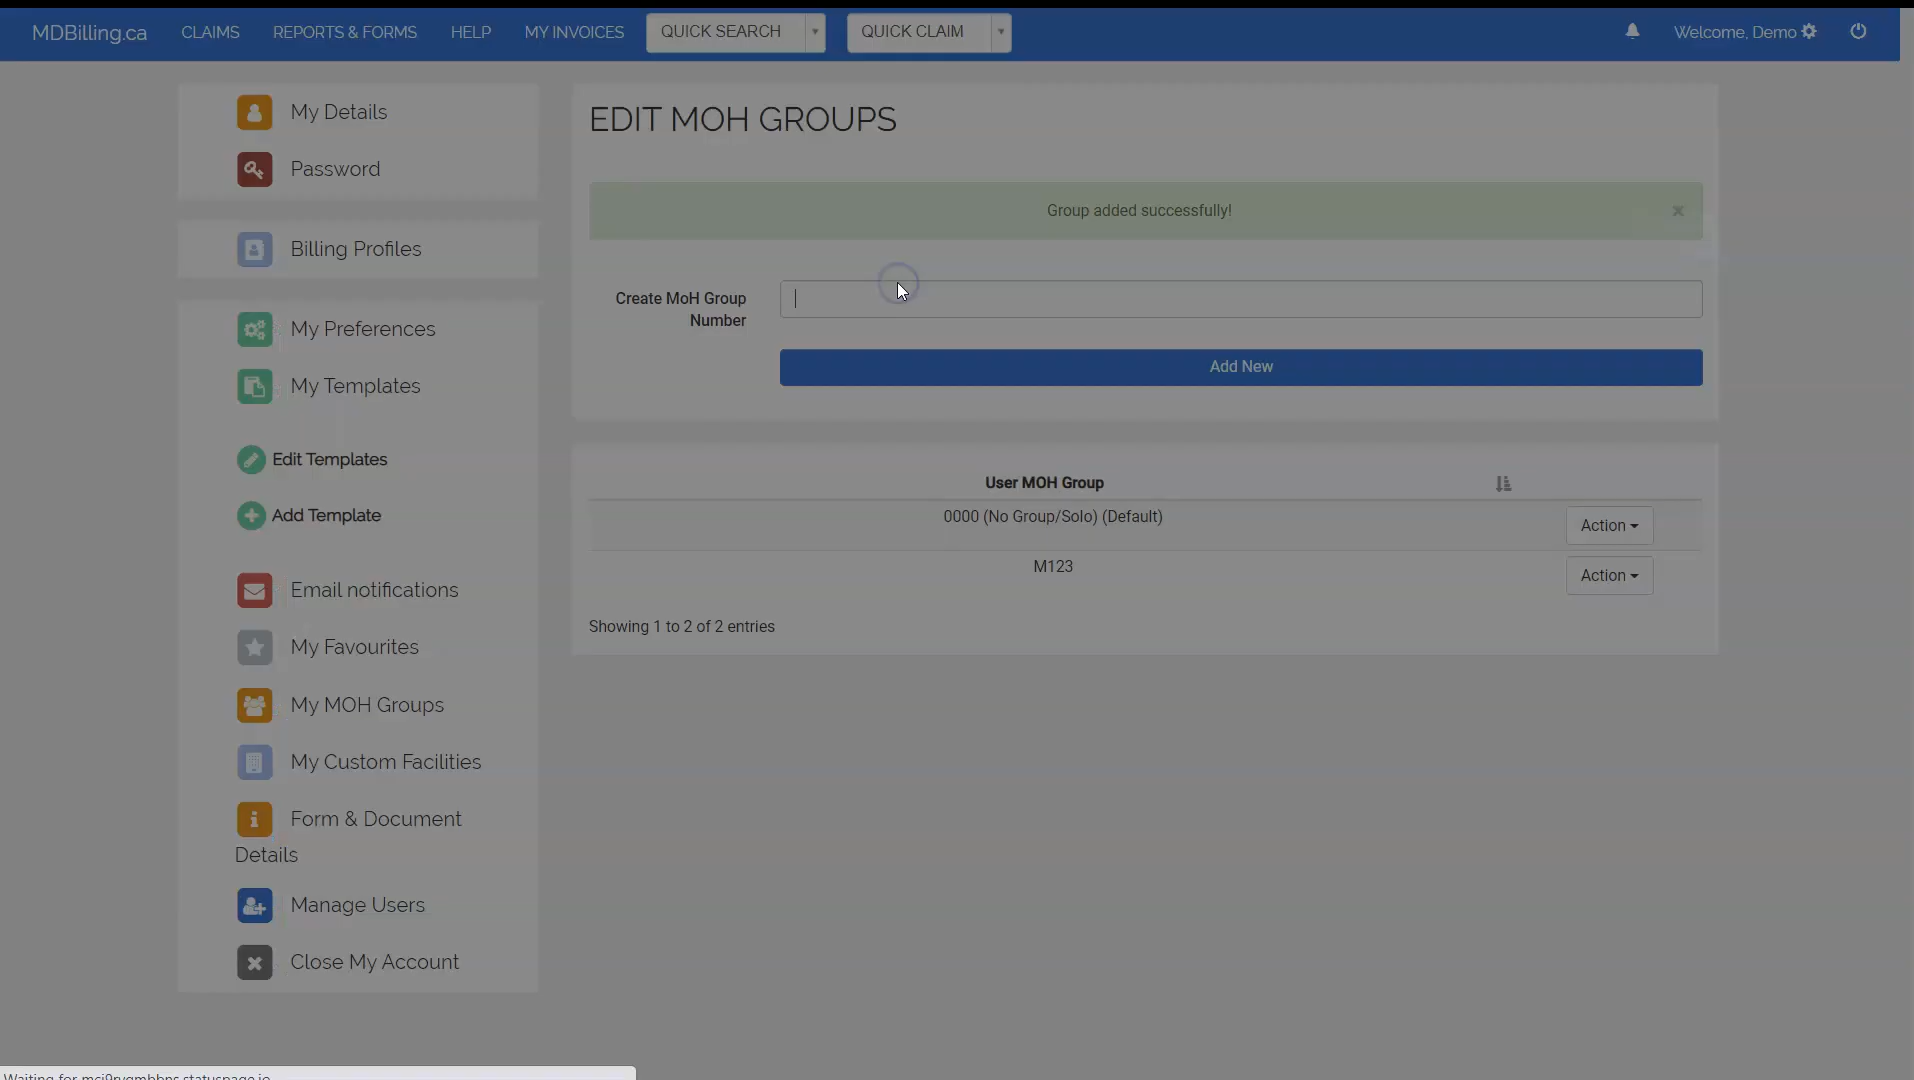 MDBilling.ca CLAIMS REPORTS & FORMS HELP MY INVOICES QUICK SEARCH QUICK CLAIM Welcome, Demo
My Details
Password
Billing Profiles
My Preferences
My Templates
Edit Templates
Add Template
Email notifications
My Favourites
My MOH Groups
My Custom Facilities
Form & Document
Details
Manage Users
Close My Account
EDIT MOH GROUPS
Group added successfully!
×
Create MoH Group
Number
Add New
User MOH Group
0000 (No Group/Solo) (Default) Action
M123 Action
Showing 1 to 2 of 2 entries